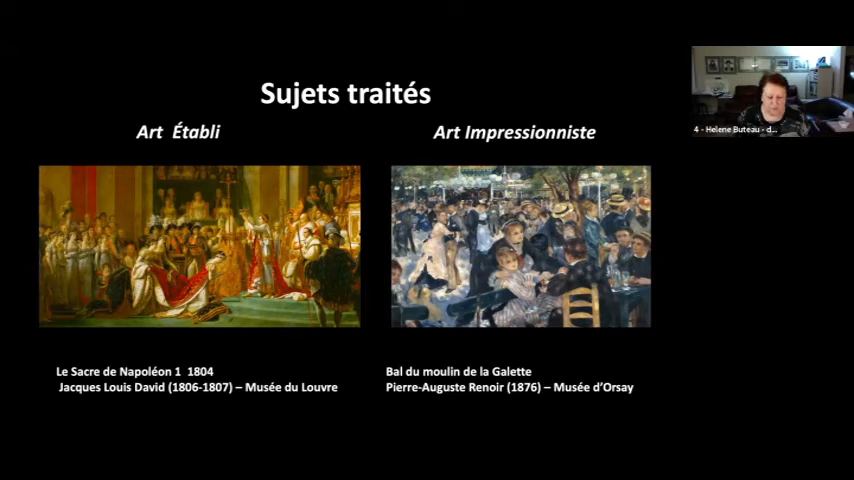 Sujets traités
Art Établi
Art Impressionniste
4 - Helene Buteau - d...
Le Sacre de Napoléon 1 1804
Jacques Louis David (1806-1807) – Musée du Louvre
Bal du moulin de la Galette
Pierre-Auguste Renoir (1876) – Musée d'Orsay